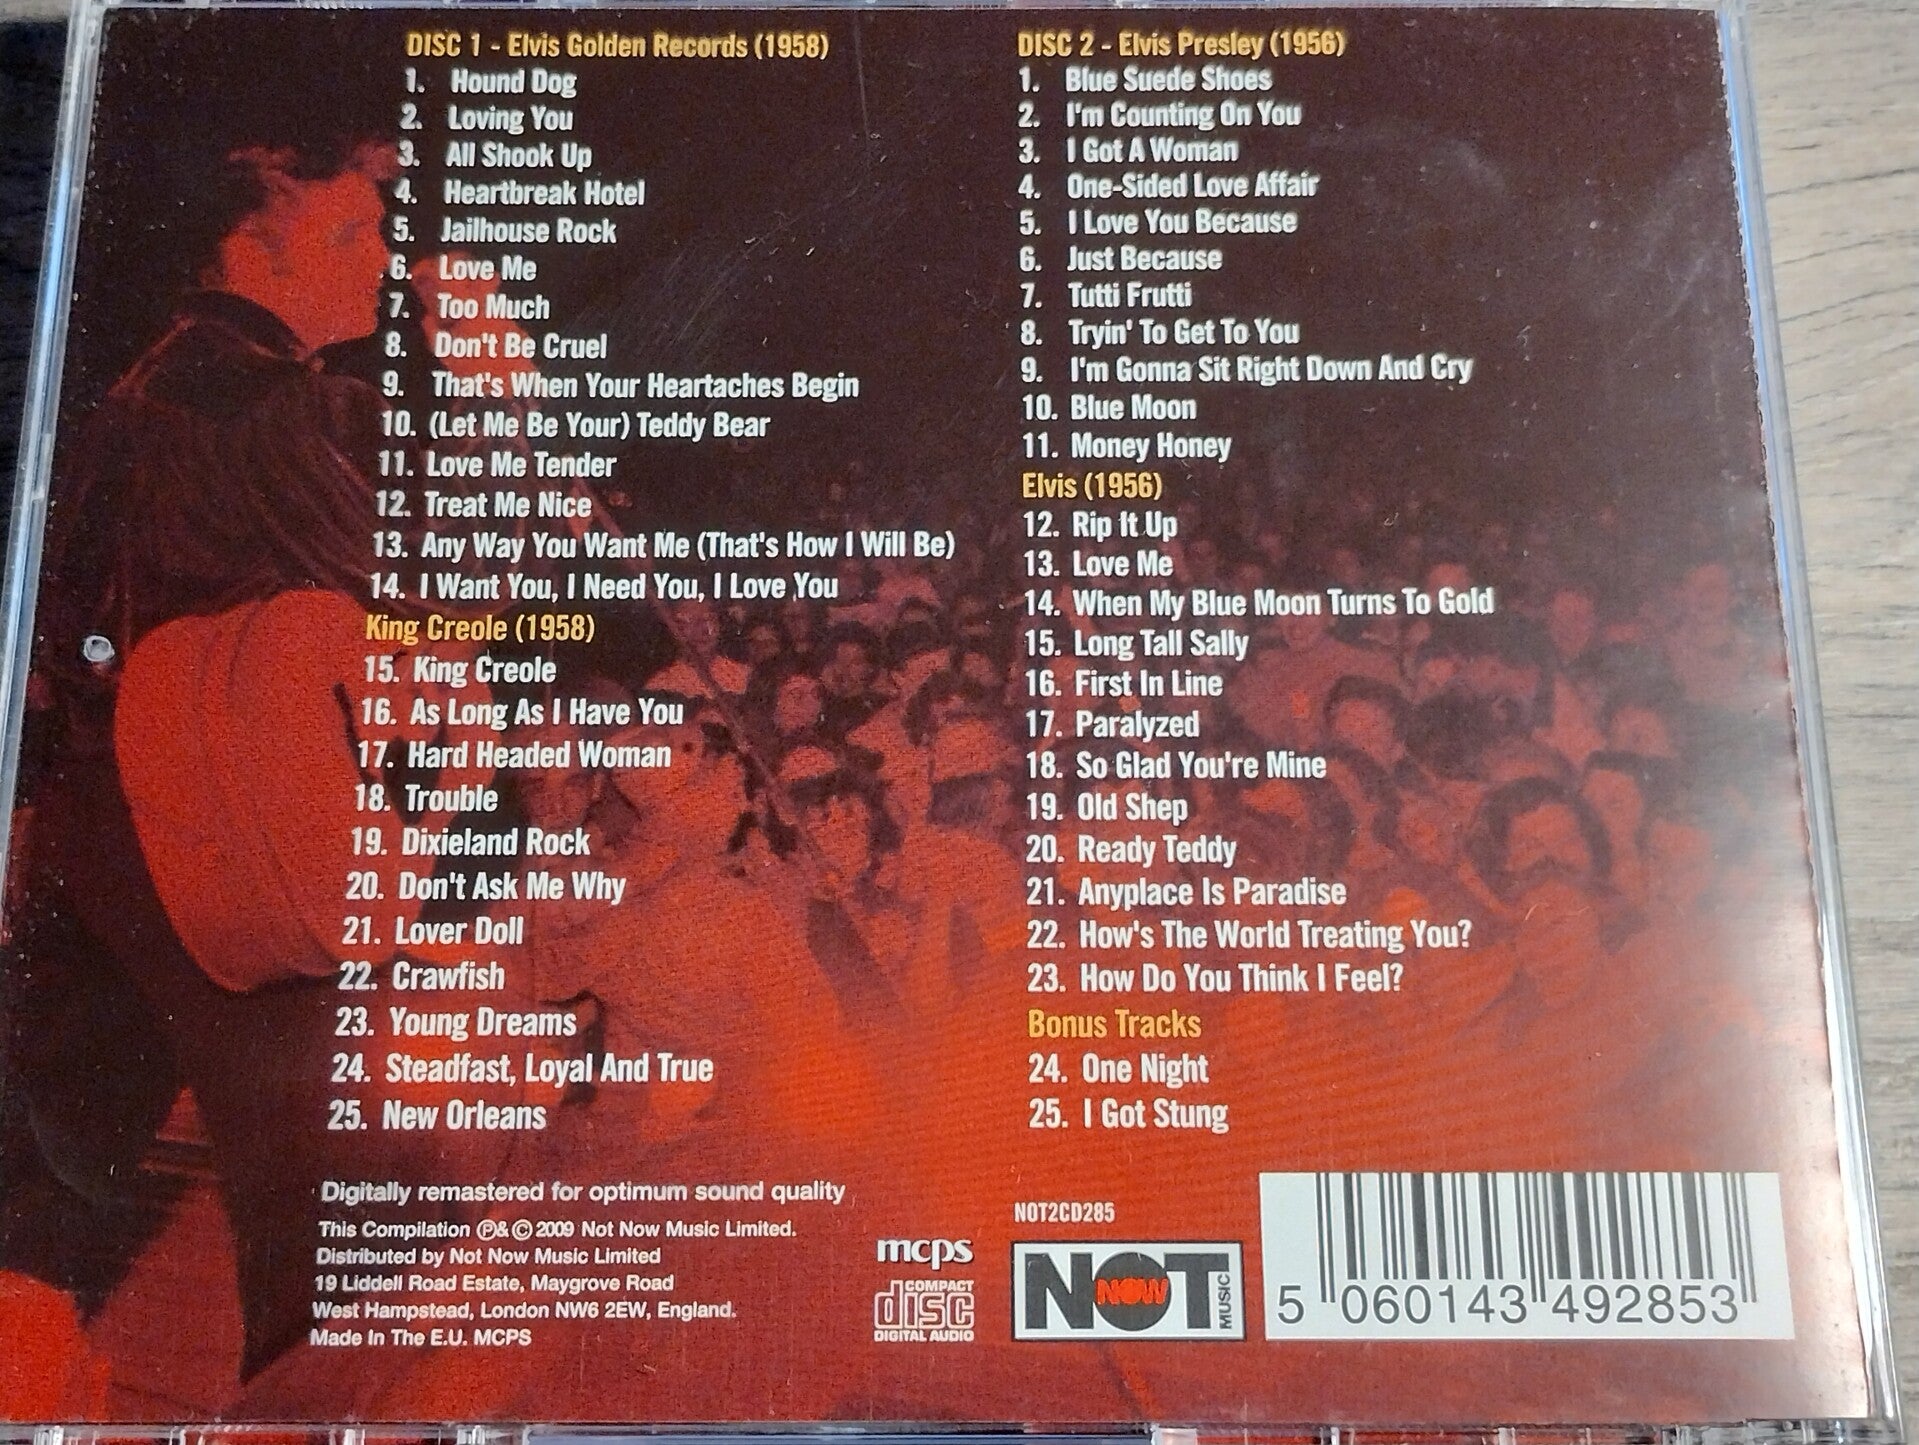 DISC 1 - Elvis Golden Records (1958)
1. Hound Dog
2. Loving You
3. All Shook Up
4. Heartbreak Hotel
5. Jailhouse Rock
6. Love Me
7. Too Much
8. Don't Be Cruel
9. That's When Your Heartaches Begin
10. (Let Me Be Your) Teddy Bear
11. Love Me Tender
12. Treat Me Nice
13. Any Way You Want Me (That's How I Will Be)
14. I Want You, I Need You, I Love You
King Creole (1958)
15. King Creole
16. As Long As I Have You
17. Hard Headed Woman
18. Trouble
19. Dixieland Rock
20. Don't Ask Me Why
21. Lover Doll
22. Crawfish
23. Young Dreams
24. Steadfast, Loyal And True
25. New Orleans
DISC 2 - Elvis Presley (1956)
1. Blue Suede Shoes
2. I'm Counting On You
3. I Got A Woman
4. One-Sided Love Affair
5. I Love You Because
6. Just Because
7. Tutti Frutti
8. Tryin' To Get To You
9. I'm Gonna Sit Right Down And Cry
10. Blue Moon
11. Money Honey
Elvis (1956)
12. Rip It Up
13. Love Me
14. When My Blue Moon Turns To Gold
15. Long Tall Sally
16. First In Line
17. Paralyzed
18. So Glad You're Mine
19. Old Shep
20. Ready Teddy
21. Anyplace Is Paradise
22. How's The World Treating You?
23. How Do You Think I Feel?
Bonus Tracks
24. One Night
25. I Got Stung
Digitally remastered for optimum sound quality
This Compilation ℗&© 2009 Not Now Music Limited.
Distributed by Not Now Music Limited
19 Liddell Road Estate, Maygrove Road
West Hampstead, London NW6 2EW, England.
Made In The E.U. MCPS
mcps
COMPACT
disc
DIGITAL AUDIO
NOT2CD285
NOT
NOW
MUSIC
5 060143 492853